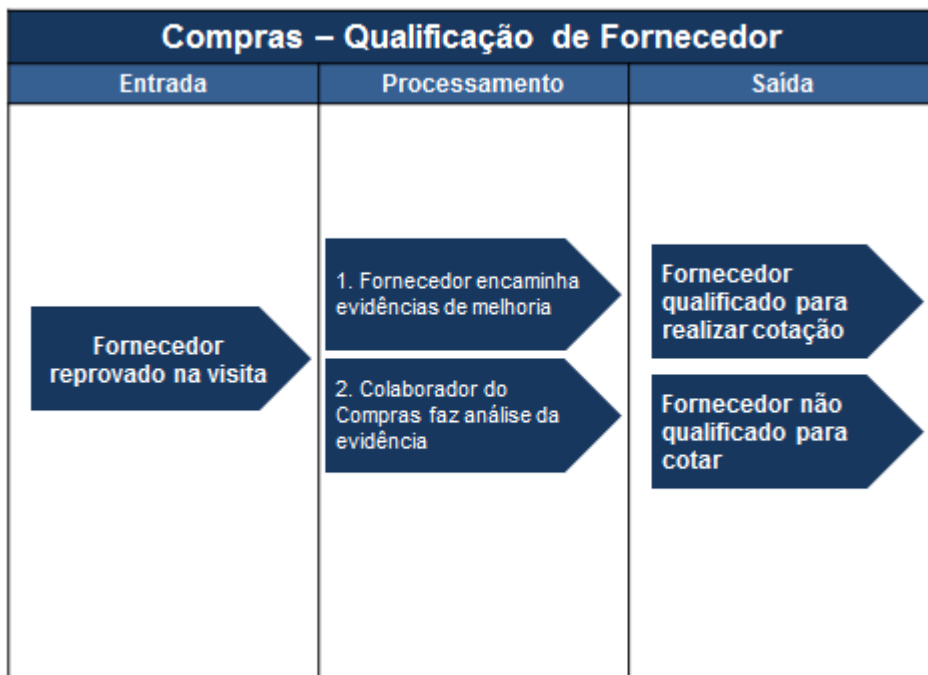 Compras – Qualificação de Fornecedor
Entrada
Processamento
Saída
Fornecedor
reprovado na visita
1. Fornecedor encaminha
evidências de melhoria
2. Colaborador do
Compras faz análise da
evidência
Fornecedor
qualificado para
realizar cotação
Fornecedor não
qualificado para
cotar